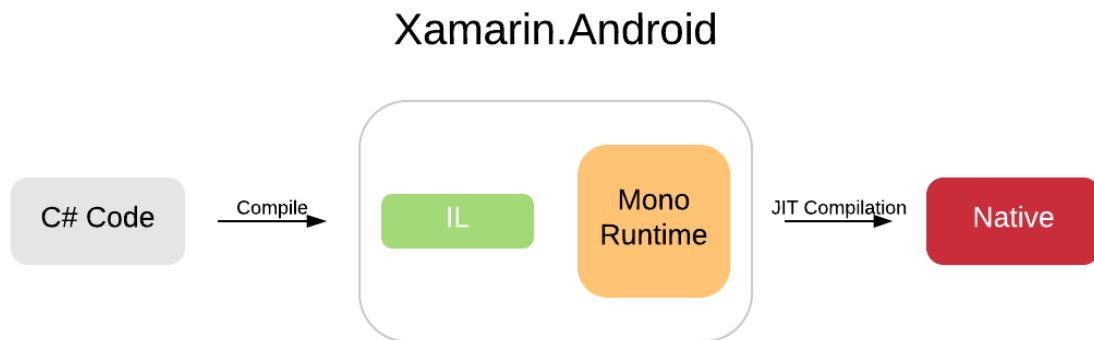 Xamarin.Android
C# Code
Compile
IL
Mono
Runtime
JIT Compilation
Native